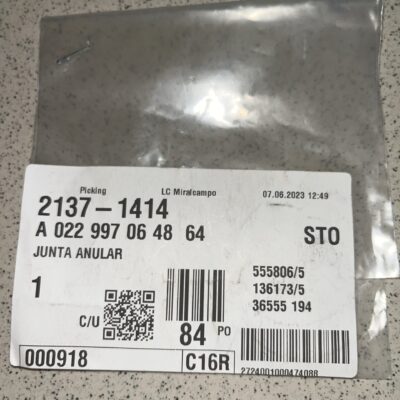 Picking LC Miralcampo 07.06.2023 12:49
2137-1414
A 022 997 06 48 64 STO
JUNTA ANULAR
555806/5
136173/5
36555 194
1
C/U
84 PO
000918 C16R
2724001000474088